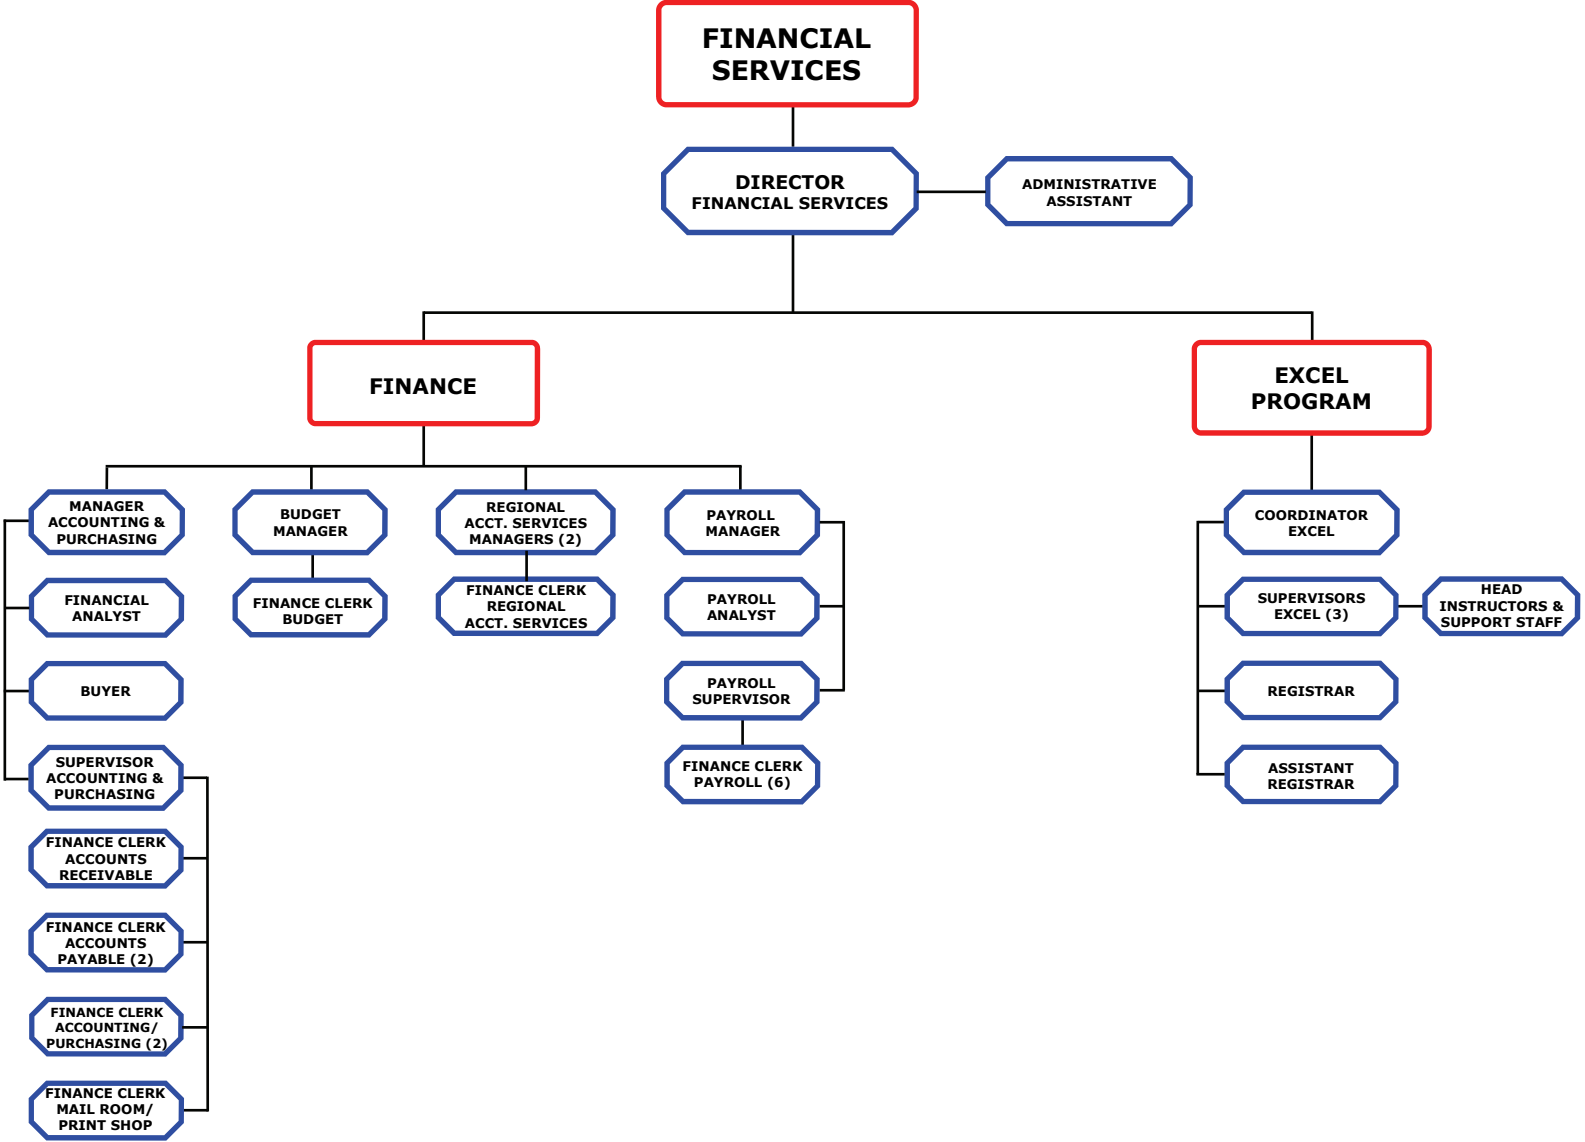 FINANCIAL
SERVICES
DIRECTOR
FINANCIAL SERVICES
ADMINISTRATIVE
ASSISTANT
FINANCE
EXCEL
PROGRAM
MANAGER
ACCOUNTING &
PURCHASING
BUDGET
MANAGER
REGIONAL
ACCT. SERVICES
MANAGERS (2)
PAYROLL
MANAGER
COORDINATOR
EXCEL
FINANCIAL
ANALYST
FINANCE CLERK
BUDGET
FINANCE CLERK
REGIONAL
ACCT. SERVICES
PAYROLL
ANALYST
SUPERVISORS
EXCEL (3)
HEAD
INSTRUCTORS &
SUPPORT STAFF
BUYER
PAYROLL
SUPERVISOR
REGISTRAR
SUPERVISOR
ACCOUNTING &
PURCHASING
FINANCE CLERK
PAYROLL (6)
ASSISTANT
REGISTRAR
FINANCE CLERK
ACCOUNTS
RECEIVABLE
FINANCE CLERK
ACCOUNTS
PAYABLE (2)
FINANCE CLERK
ACCOUNTING/
PURCHASING (2)
FINANCE CLERK
MAIL ROOM/
PRINT SHOP